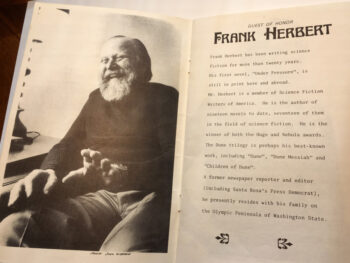 GUEST OF HONOR
FRANK HERBERT
Frank Herbert has been writing science
fiction for more than twenty years.
His first novel, "Under Pressure", is
still in print here and abroad.
Mr. Herbert is a member of Science Fiction
Writers of America. He is the author of
nineteen novels to date, seventeen of them
in the field of science fiction. He is the
winner of both the Hugo and Nebula awards.
The Dune trilogy is perhaps his best-known
work, including "Dune", "Dune Messiah" and
"Children of Dune".
A former newspaper reporter and editor
(including Santa Rosa's Press Democrat),
he presently resides with his family on
the Olympic Peninsula of Washington State.